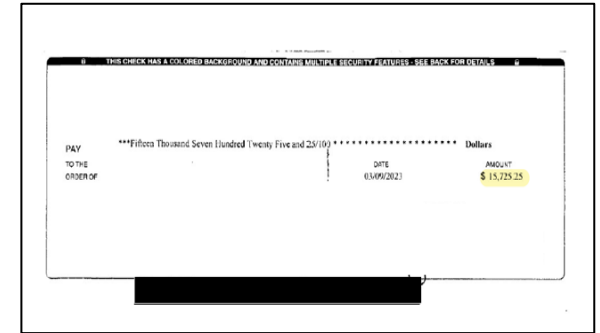 THIS CHECK HAS A COLORED BACKGROUND AND CONTAINS MULTIPLE SECURITY FEATURES - SEE BACK FOR DETAILS
PAY ***Fifteen Thousand Seven Hundred Twenty Five and 25/100 ********************* Dollars
TO THE DATE AMOUNT
ORDER OF 03/09/2023 $ 15,725.25